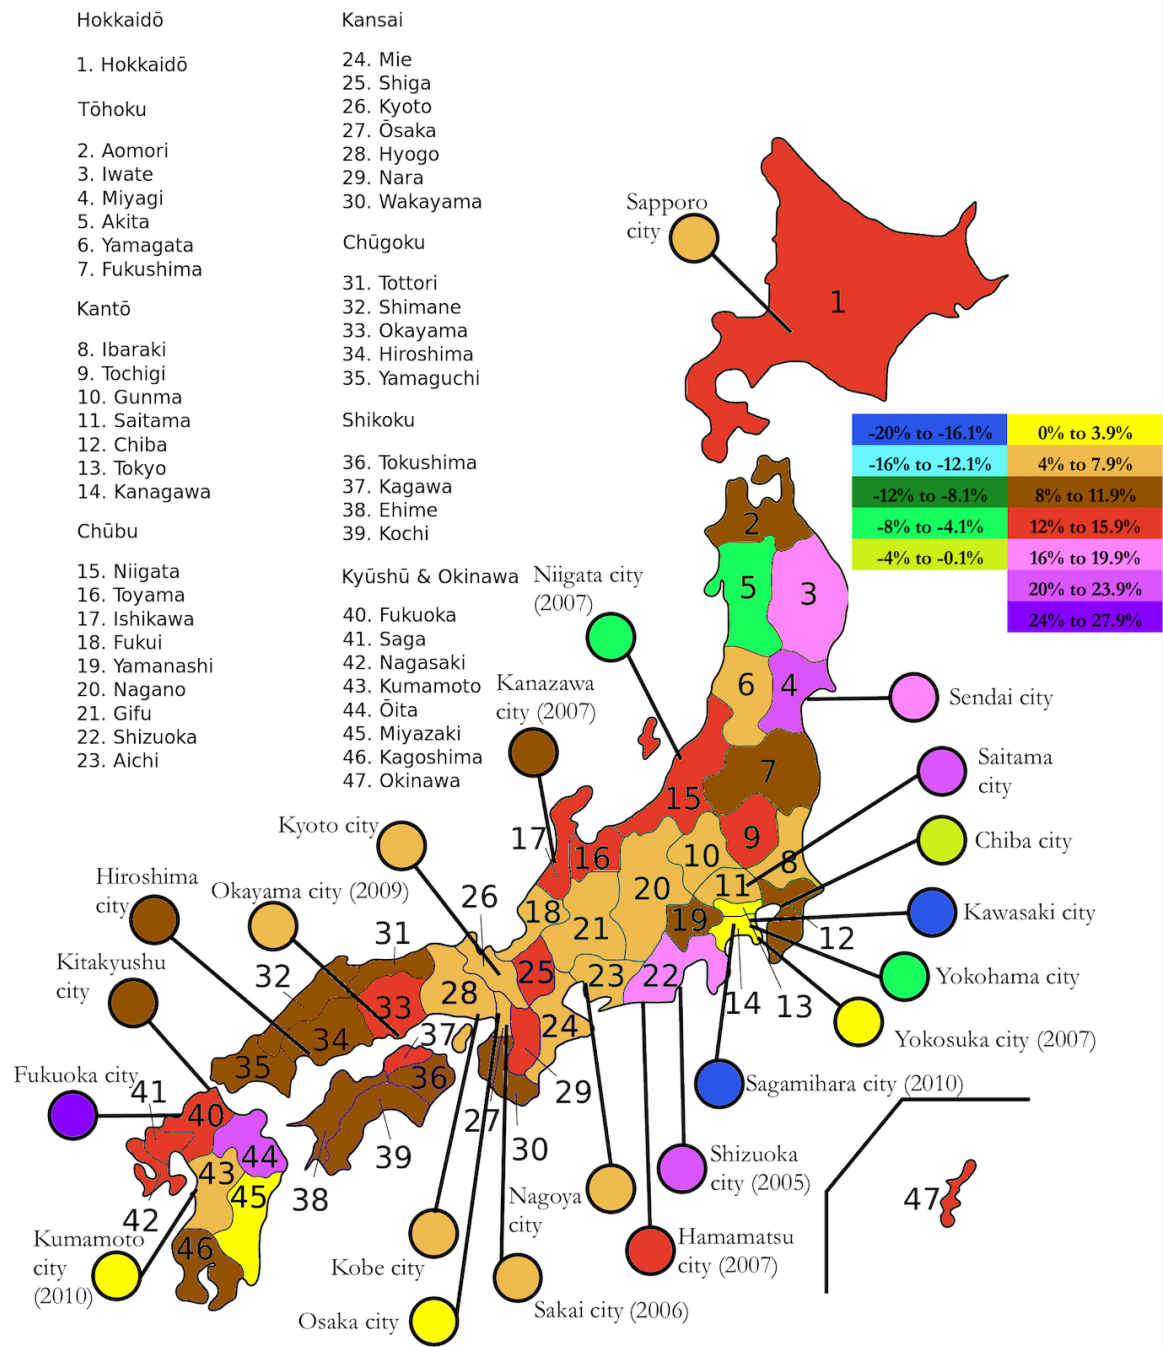 Hokkaidō
1. Hokkaidō
Tōhoku
2. Aomori
3. Iwate
4. Miyagi
5. Akita
6. Yamagata
7. Fukushima
Kantō
8. Ibaraki
9. Tochigi
10. Gunma
11. Saitama
12. Chiba
13. Tokyo
14. Kanagawa
Chūbu
15. Niigata
16. Toyama
17. Ishikawa
18. Fukui
19. Yamanashi
20. Nagano
21. Gifu
22. Shizuoka
23. Aichi
Kansai
24. Mie
25. Shiga
26. Kyoto
27. Ōsaka
28. Hyogo
29. Nara
30. Wakayama
Chūgoku
31. Tottori
32. Shimane
33. Okayama
34. Hiroshima
35. Yamaguchi
Shikoku
36. Tokushima
37. Kagawa
38. Ehime
39. Kochi
Kyūshū & Okinawa
40. Fukuoka
41. Saga
42. Nagasaki
43. Kumamoto
44. Ōita
45. Miyazaki
46. Kagoshima
47. Okinawa
Sapporo
city
1
-20% to -16.1%
0% to 3.9%
-16% to -12.1%
4% to 7.9%
-12% to -8.1%
8% to 11.9%
-8% to -4.1%
12% to 15.9%
-4% to -0.1%
16% to 19.9%
20% to 23.9%
24% to 27.9%
2
5
3
6
4
7
Niigata city
(2007)
Kanazawa
city (2007)
Sendai city
Saitama
city
Chiba city
Kawasaki city
Yokohama city
Yokosuka city (2007)
Sagamihara city (2010)
15
9
17
16
10
8
20
11
26
18
21
19
12
31
25
23
22
14
13
32
28
33
24
34
37
35
36
29
27
30
39
38
41
40
44
43
45
42
46
47
Kyoto city
Hiroshima
city
Okayama city (2009)
Kitakyushu
city
Fukuoka city
Kumamoto
city
(2010)
Kobe city
Osaka city
Sakai city (2006)
Nagoya
city
Shizuoka
city (2005)
Hamamatsu
city (2007)